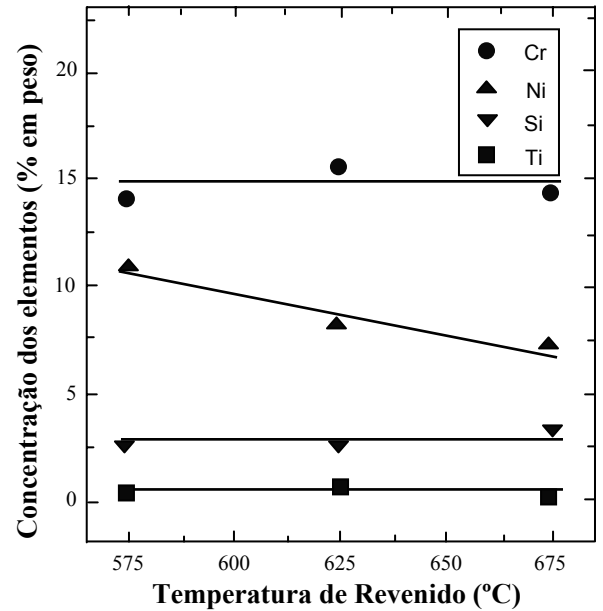 Concentração dos elementos (% em peso)
20
15
10
5
0
Cr
Ni
Si
Ti
575 600 625 650 675
Temperatura de Revenido (ºC)